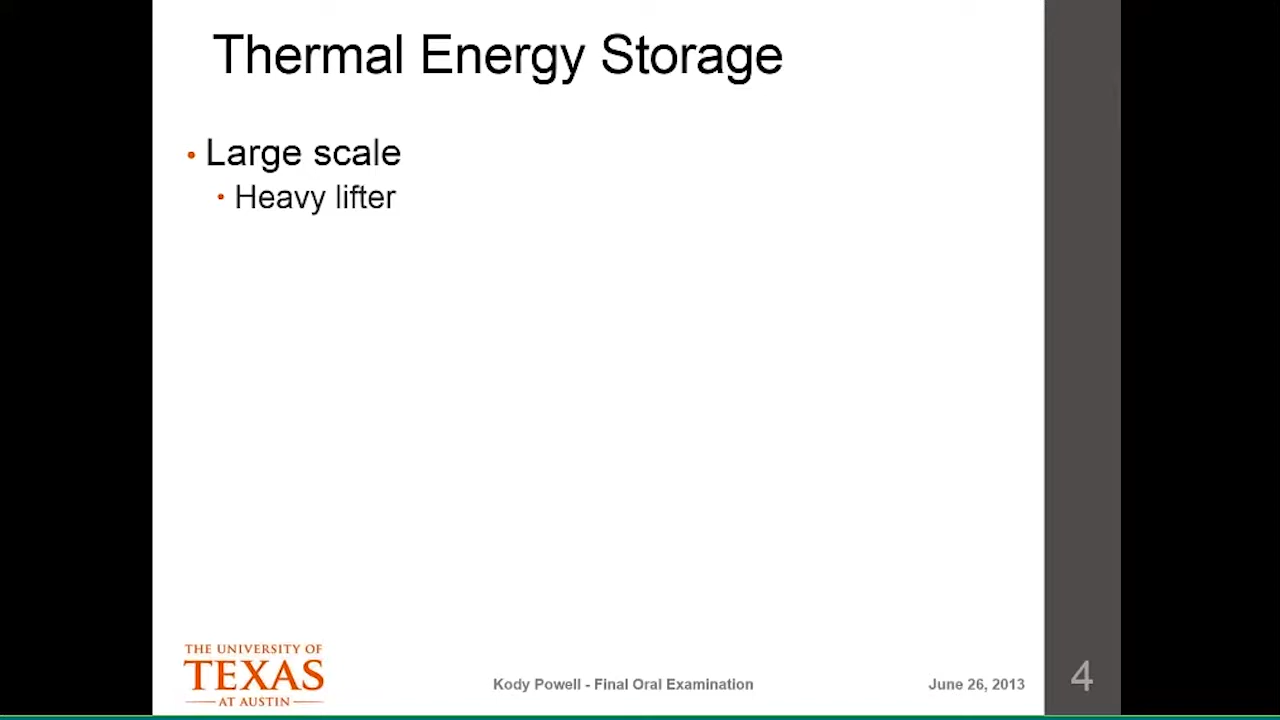 Thermal Energy Storage
• Large scale
• Heavy lifter
THE UNIVERSITY OF
TEXAS
AT AUSTIN
Kody Powell - Final Oral Examination
June 26, 2013
4